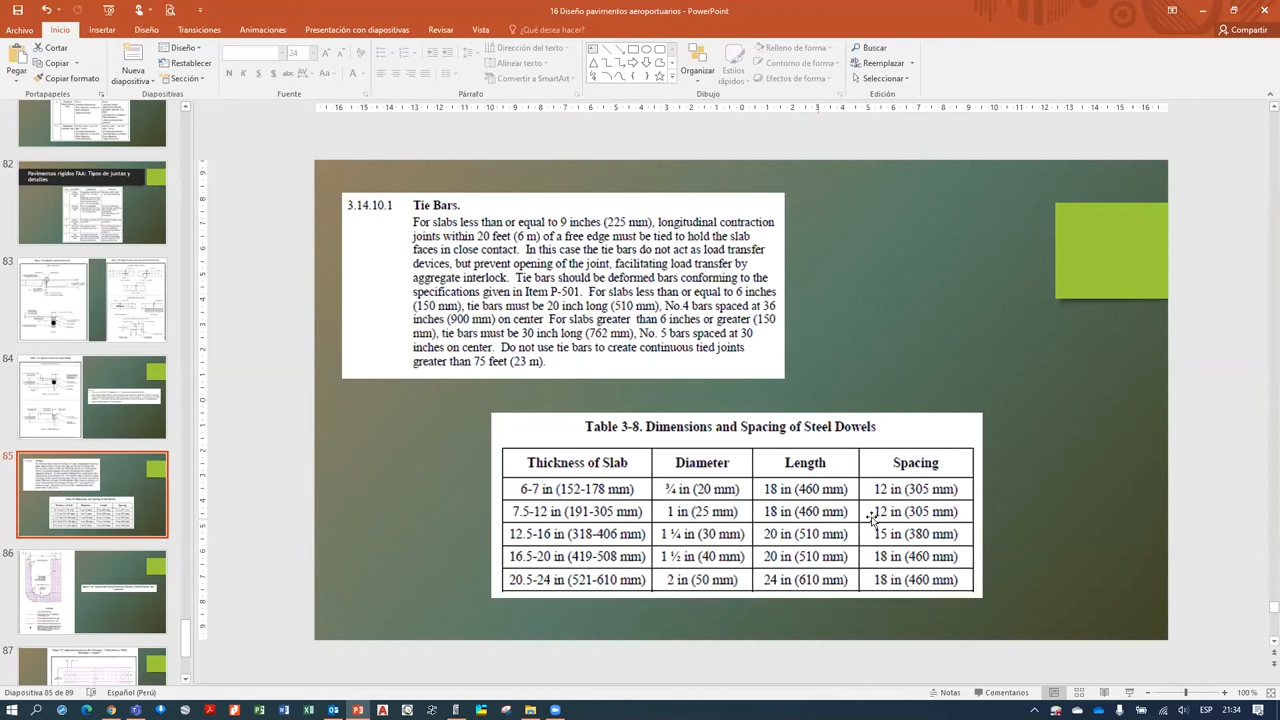 16 Diseño pavimentos aeroportuarios - PowerPoint
Archivo Inicio Insertar Diseño Transiciones Animaciones Presentación con diapositivas Revisar Vista ¿Qué desea hacer? Compartir
Cortar
Copiar
Copiar formato
Pegar
Portapapeles
Nueva
diapositiva
Diseño
Restablecer
Sección
Diapositivas
24
N K S S abc AV Aa A
Fuente
Párrafo
Dirección del texto
Alinear texto
Convertir a SmartArt
Organizar
Estilos
rápidos
Relleno de forma
Contorno de forma
Efectos de forma
Dibujo
Buscar
Reemplazar
Seleccionar
Edición
82
Pavimentos rígidos FAA: Tipos de juntas y
detalles
83
84
85
86
87
3.14.10.1 Tie Bars.
For slabs less than or equal to 9 inches (225 mm), longitudinal contraction
joints within 20 feet (6 m) of a free edge must be tied to hold the slab
faces in close contact. In this case the tie bars do not act as load transfer
devices, but prevent opening of the joint, facilitating load transfer by
aggregate interlock. Tie bars should be deformed bars conforming to the
specifications given in Item P-501. For slabs less than or equal to 6 inches
(150 mm), tie bars must be 20 inch long (510 mm), No.4 bars spaced at 36
inches (900 mm) on center. For slabs greater than 6 inches or greater (150
mm), tie bars must be 30 inch long (762 mm), No. 5 bars spaced at 30
inches on center. Do not use tie bars to create continuous tied joints
greater than 75 feet (23 m).
Table 3-8. Dimensions and Spacing of Steel Dowels
Thickness of Slab Diameter Length Spacing
6-7 in (152-178 mm) ¾ in (20 mm) 18 in (460 mm) 12 in (305 mm)
7.5-12 in (191-305 mm) 1 in (25 mm) 18 in (460 mm) 12 in (305 mm)
12.5-16 in (318-406 mm) 1 ¼ in (30 mm) 20 in (510 mm) 15 in (380 mm)
16.5-20 in (419-508 mm) 1 ½ in (40 mm) 20 in (510 mm) 18 in (460 mm)
20.5-24 in (521-610 mm) 2 in (50 mm) 24 in (610 mm) 18 in (460 mm)
Diapositiva 85 de 89 Español (Perú) Notas Comentarios 100 %
ESP 21:34